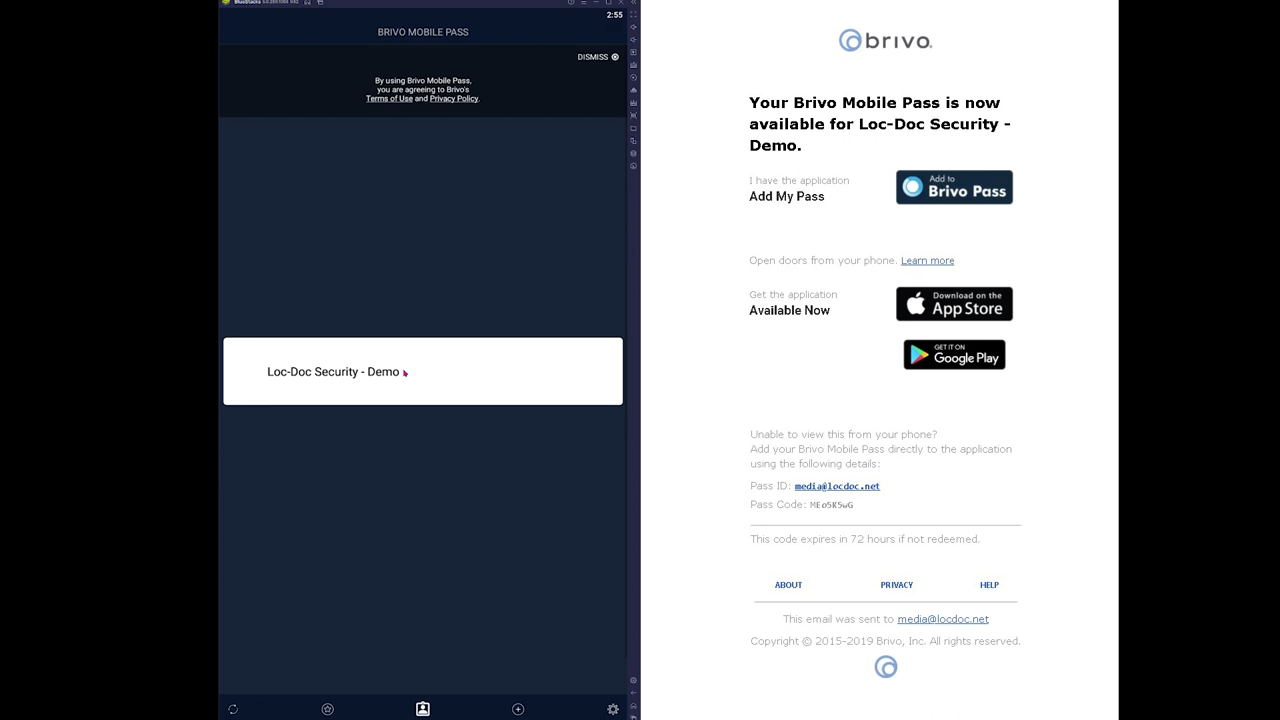 2:55
BRIVO MOBILE PASS
DISMISS
By using Brivo Mobile Pass,
you are agreeing to Brivo's
Terms of Use and Privacy Policy.
Loc-Doc Security - Demo
brivo.
Your Brivo Mobile Pass is now
available for Loc-Doc Security -
Demo.
I have the application
Add My Pass
Add to
Brivo Pass
Open doors from your phone. Learn more
Get the application
Available Now
Download on the
App Store
GET IT ON
Google Play
Unable to view this from your phone?
Add your Brivo Mobile Pass directly to the application
using the following details:
Pass ID: media@locdoc.net
Pass Code: MEo5K5wG
This code expires in 72 hours if not redeemed.
ABOUT PRIVACY HELP
This email was sent to media@locdoc.net
Copyright © 2015-2019 Brivo, Inc. All rights reserved.